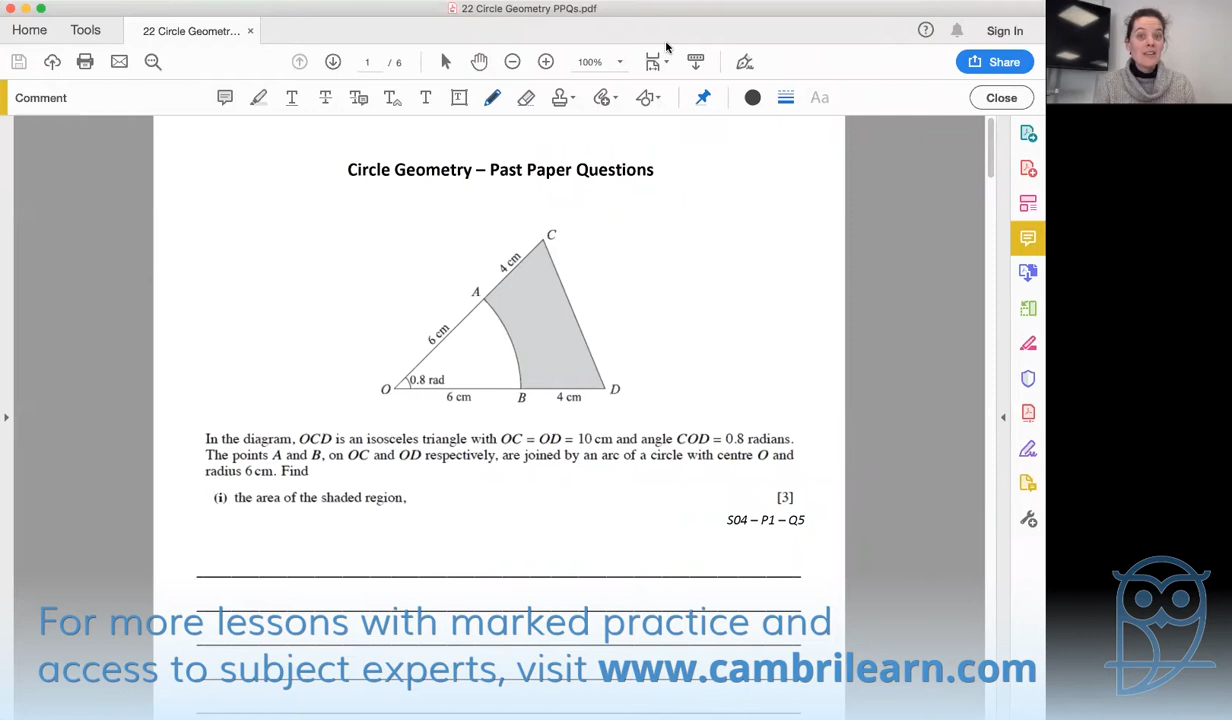 22 Circle Geometry PPQs.pdf
Home
Tools
22 Circle Geometr...
×
Sign In
1 / 6
100%
Share
Comment
Aa
Close
Circle Geometry – Past Paper Questions
C
4 cm
A
6 cm
0.8 rad
O
6 cm
B
4 cm
D
In the diagram, OCD is an isosceles triangle with OC = OD = 10 cm and angle COD = 0.8 radians.
The points A and B, on OC and OD respectively, are joined by an arc of a circle with centre O and
radius 6 cm. Find
(i) the area of the shaded region, [3]
S04 – P1 – Q5
For more lessons with marked practice and
access to subject experts, visit www.cambrilearn.com